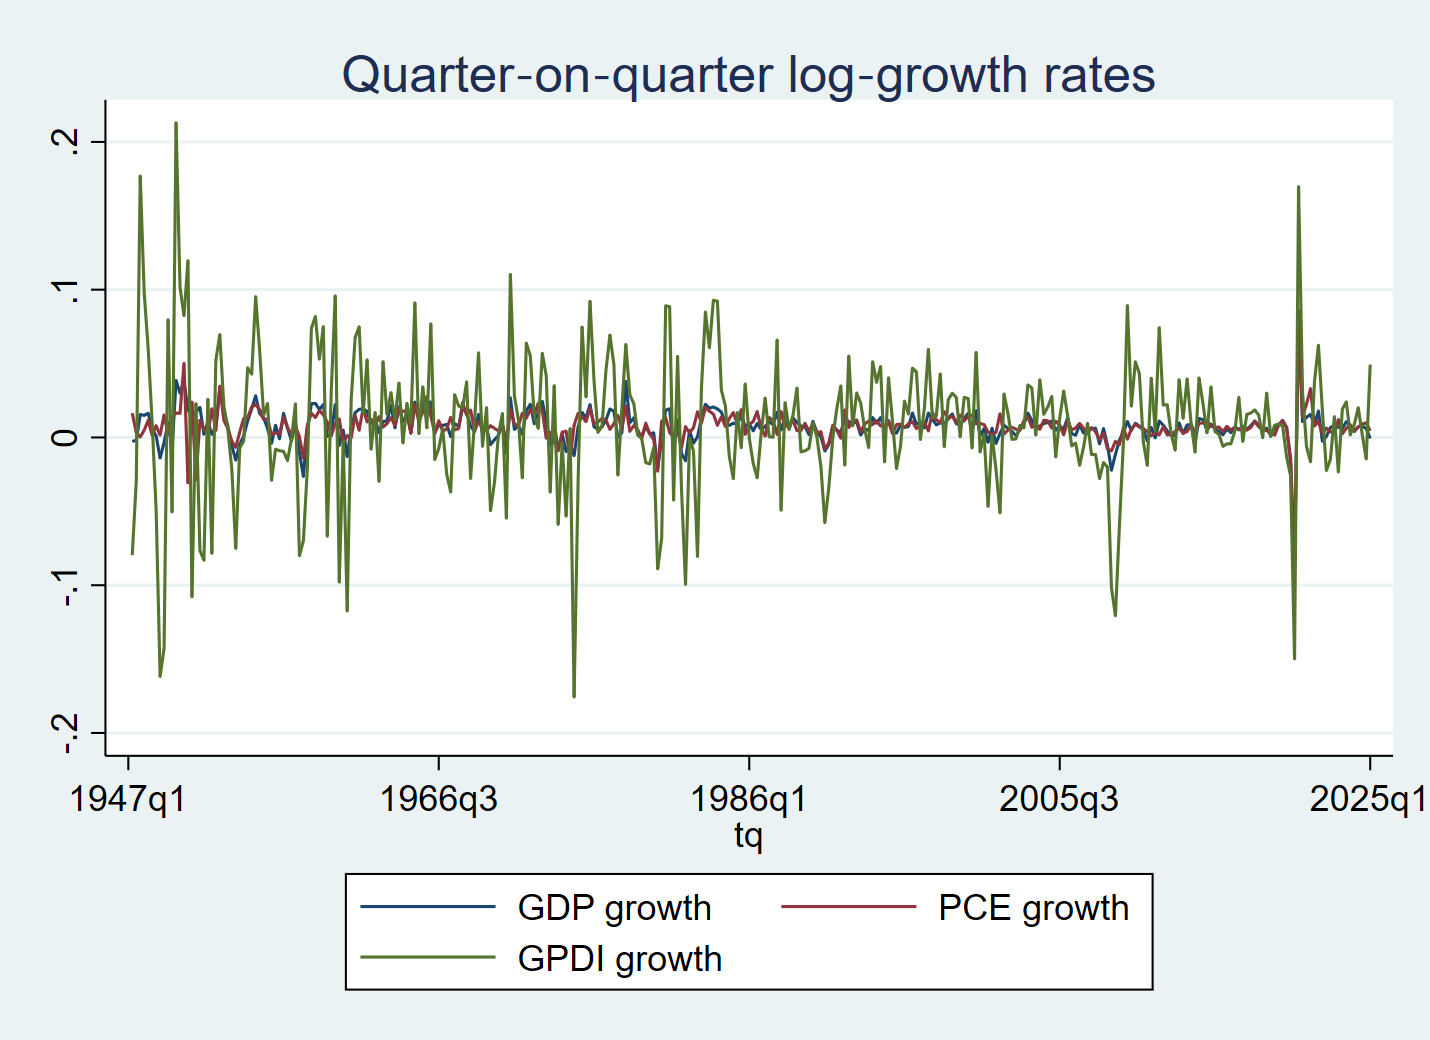 Quarter-on-quarter log-growth rates
.2
.1
0
-.1
-.2
1947q1 1966q3 1986q1 2005q3 2025q1
tq
GDP growth PCE growth
GPDI growth